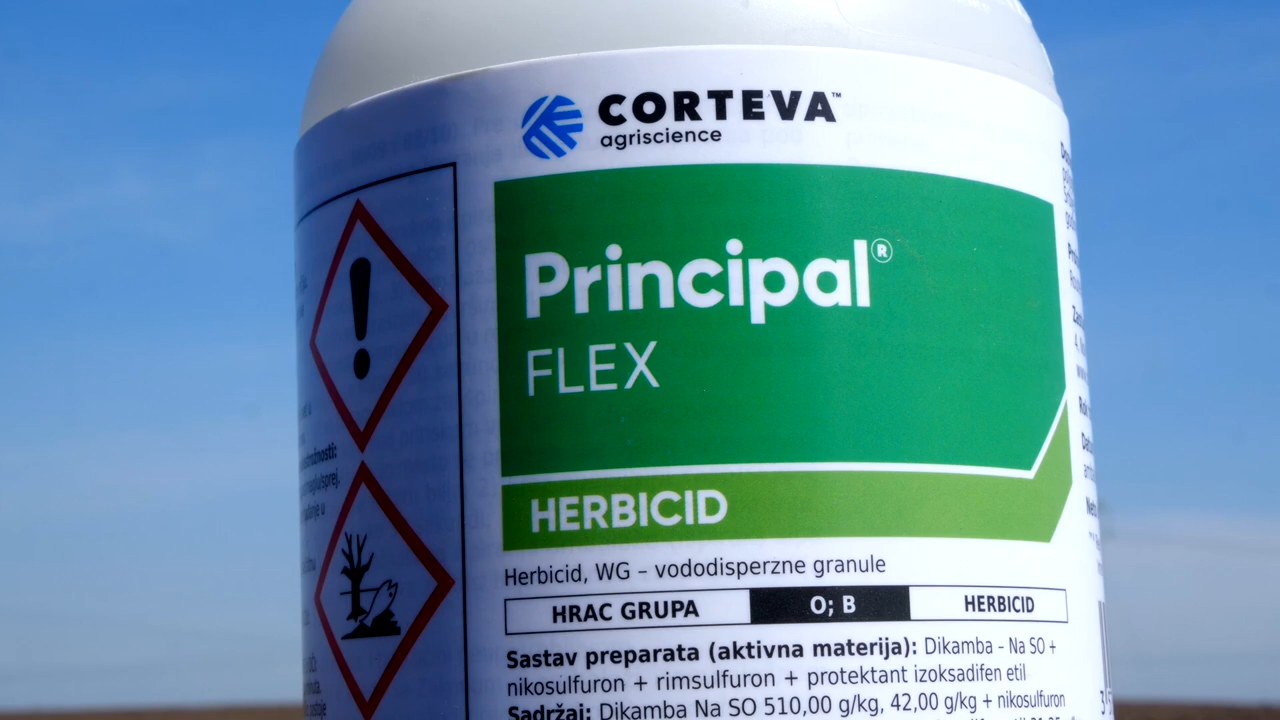 CORTEVA™
agriscience
Principal®
FLEX
HERBICID
Herbicid, WG – vododisperzne granule
HRAC GRUPA O; B HERBICID
Sastav preparata (aktivna materija): Dikamba - Na SO +
nikosulfuron + rimsulfuron + protektant izoksadifen etil
Sadržaj: Dikamba Na SO 510,00 g/kg, 42,00 g/kg + nikosulfuron